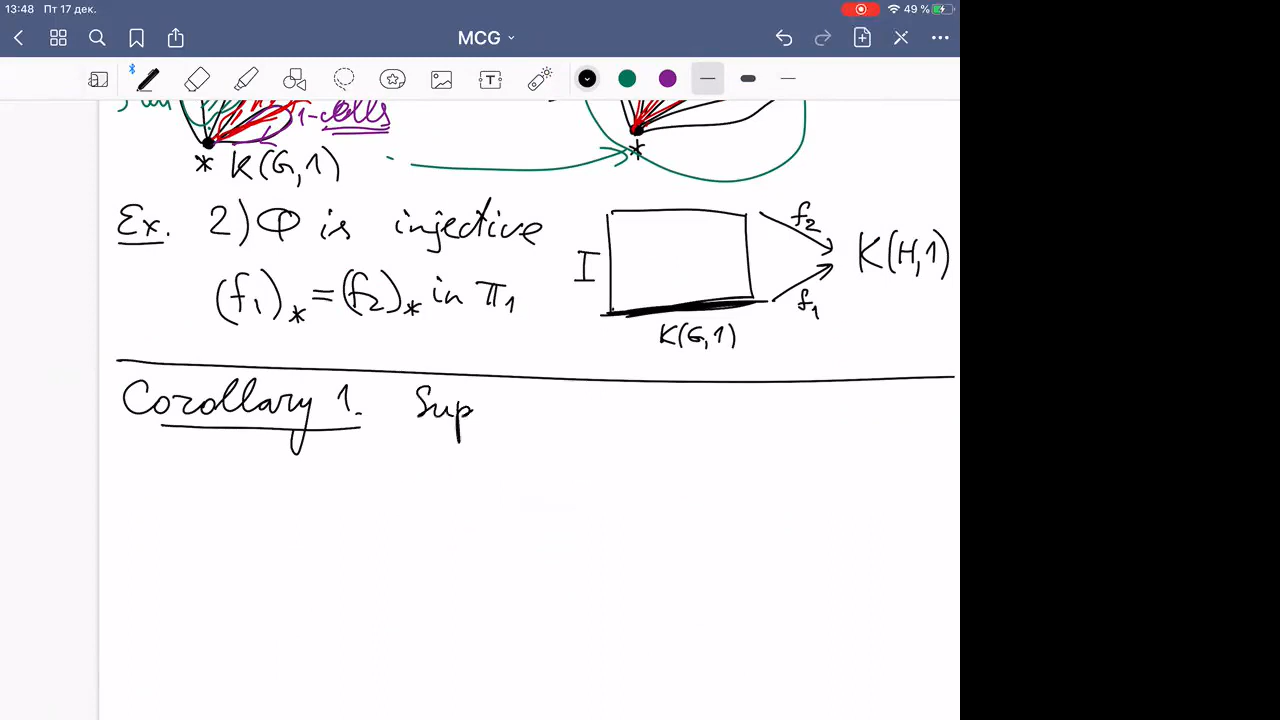 13:48 Пт 17 дек. 49 %
MCG
1-cells
* K(G,1) *
Ex. 2) Φ is injective
f2
I K(H,1)
(f1)* = (f2)* in π1
f1
K(G,1)
Corollary 1. Sup